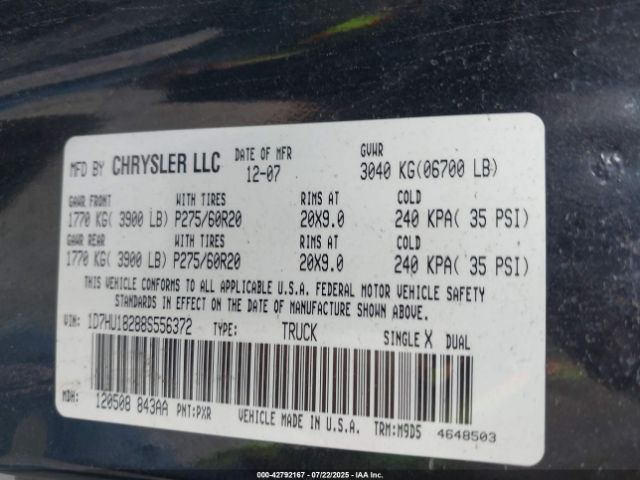 MFD BY CHRYSLER LLC DATE OF MFR 12-07 GVWR 3040 KG(06700 LB)
GAWR FRONT WITH TIRES RIMS AT COLD
1770 KG( 3900 LB) P275/60R20 20X9.0 240 KPA( 35 PSI)
GAWR REAR WITH TIRES RIMS AT COLD
1770 KG( 3900 LB) P275/60R20 20X9.0 240 KPA( 35 PSI)
THIS VEHICLE CONFORMS TO ALL APPLICABLE U.S.A. FEDERAL MOTOR VEHICLE SAFETY
STANDARDS IN EFFECT ON THE DATE OF MANUFACTURE SHOWN ABOVE.
VIN: 1D7HU18288S556372 TYPE: TRUCK SINGLE X DUAL
MDH: 120508 843AA PNT:PXR VEHICLE MADE IN U.S.A. TRM:M9D5 4648503
000-42792167 - 07/22/2025 - IAA Inc.